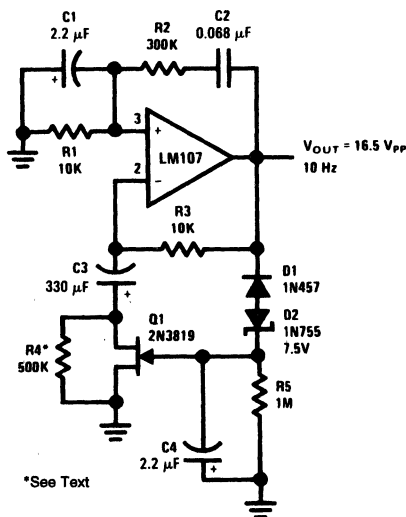 C1
2.2 µF
+
R2
300K
C2
0.068 µF
R1
10K
3
+
LM107
2
−
VOUT = 16.5 VPP
10 Hz
R3
10K
C3
330 µF
+
D1
1N457
D2
1N755
7.5V
Q1
2N3819
R4*
500K
R5
1M
C4
2.2 µF
+
*See Text